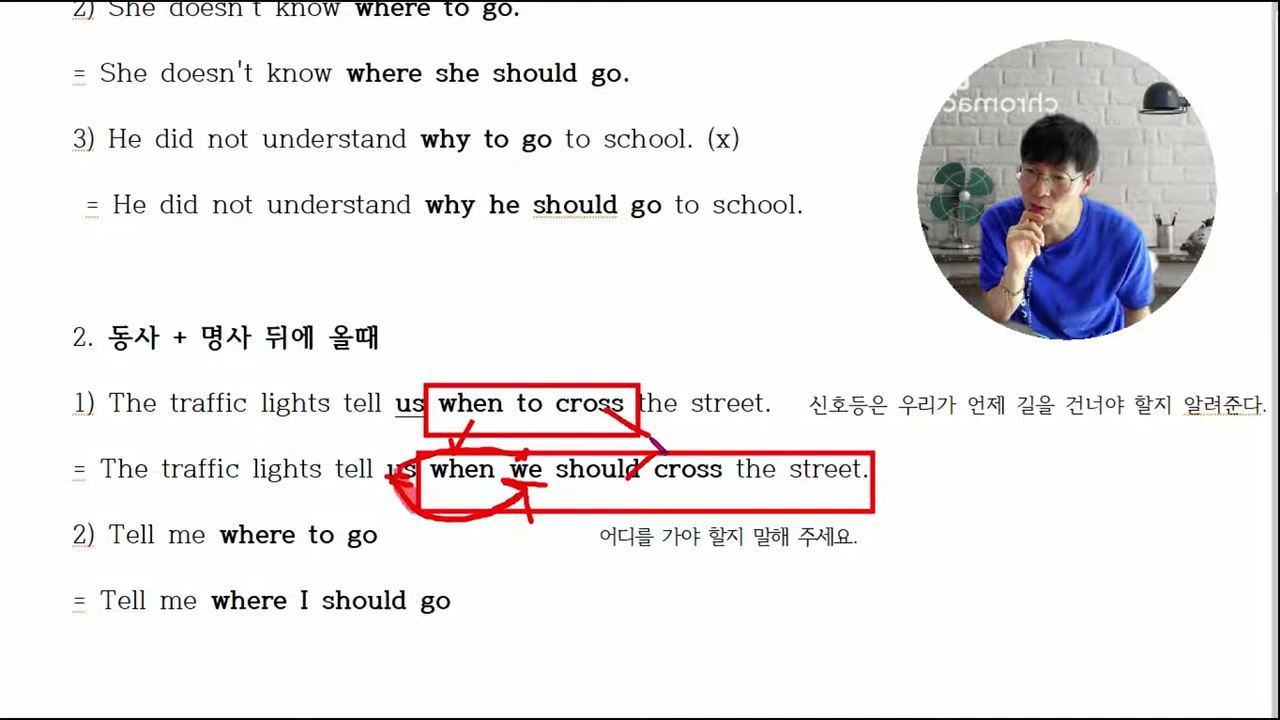 2) She doesn't know where to go.
= She doesn't know where she should go.
3) He did not understand why to go to school. (x)
= He did not understand why he should go to school.
2. 동사 + 명사 뒤에 올때
1) The traffic lights tell us when to cross the street. 신호등은 우리가 언제 길을 건너야 할지 알려준다.
= The traffic lights tell us when we should cross the street.
2) Tell me where to go 어디를 가야 할지 말해 주세요.
= Tell me where I should go